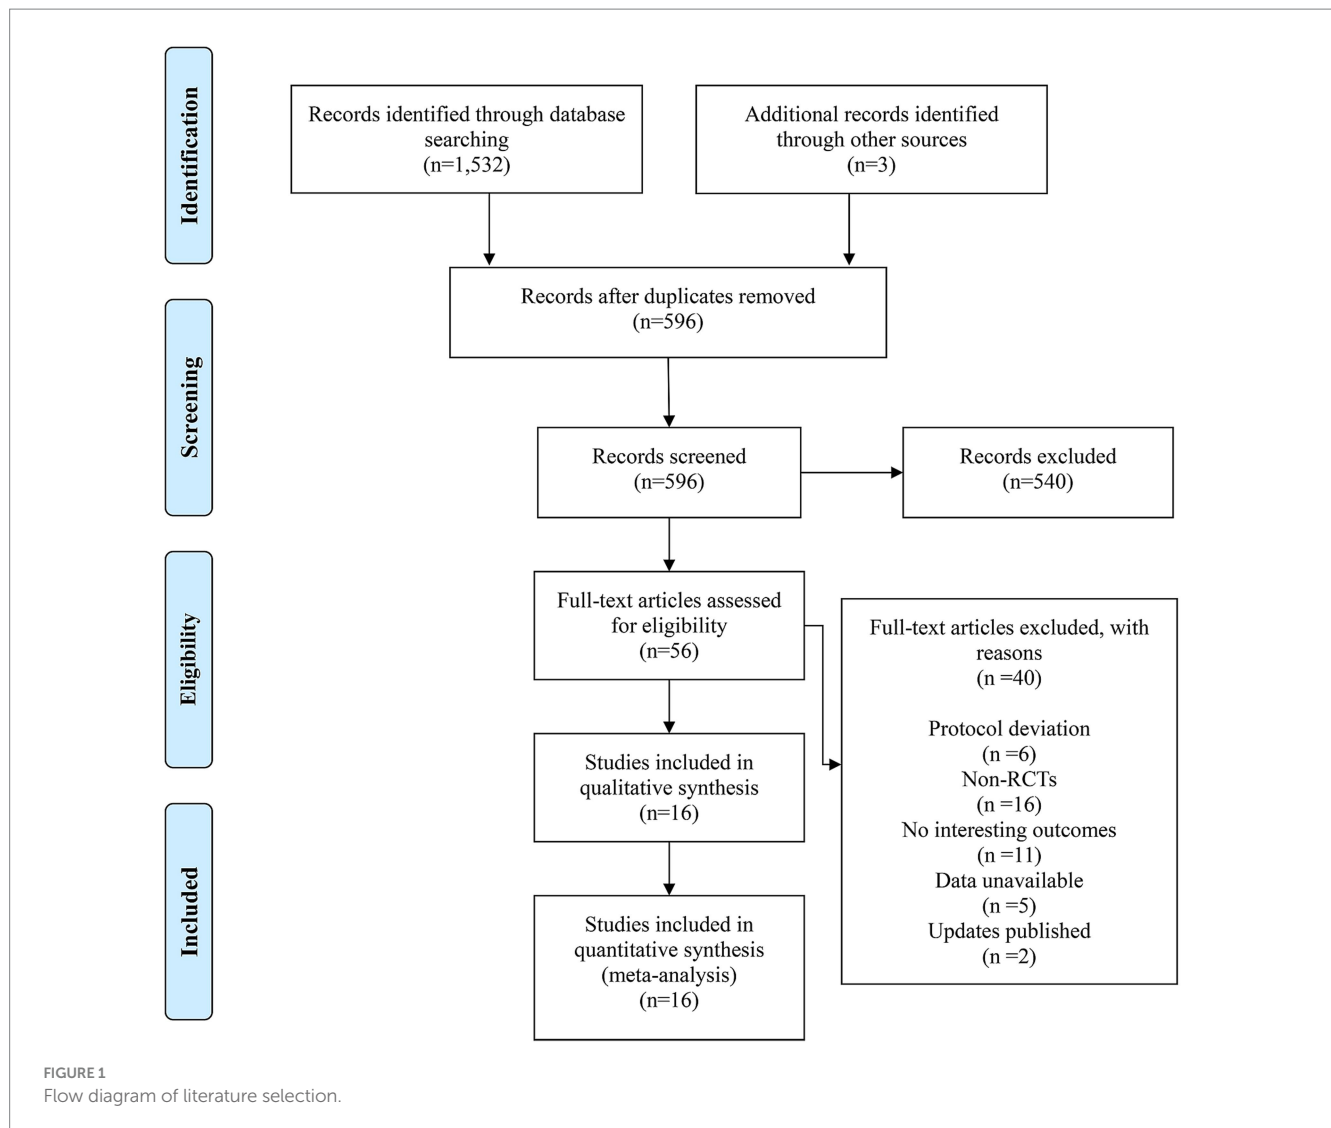 Identification
Records identified through database
searching
(n=1,532)
Additional records identified
through other sources
(n=3)
Records after duplicates removed
(n=596)
Screening
Records screened
(n=596)
Records excluded
(n=540)
Eligibility
Full-text articles assessed
for eligibility
(n=56)
Full-text articles excluded, with
reasons
(n =40)
Protocol deviation
(n =6)
Non-RCTs
(n =16)
No interesting outcomes
(n =11)
Data unavailable
(n =5)
Updates published
(n =2)
Studies included in
qualitative synthesis
(n=16)
Included
Studies included in
quantitative synthesis
(meta-analysis)
(n=16)
FIGURE 1
Flow diagram of literature selection.